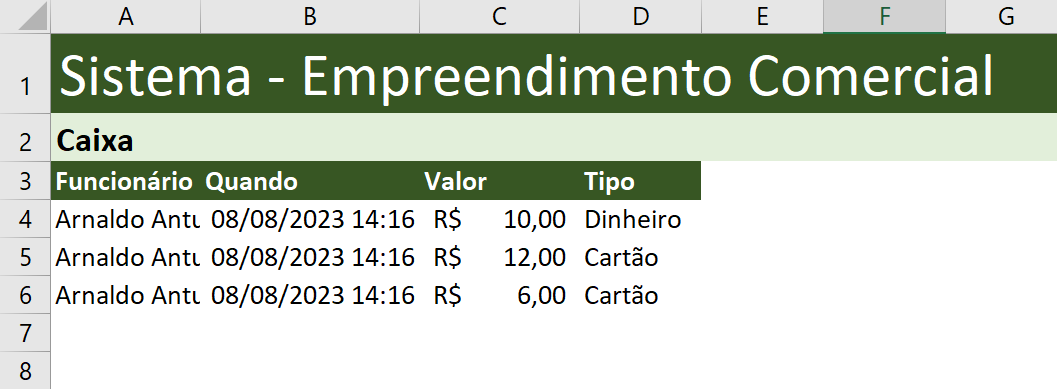 A B C D E F G
1 Sistema - Empreendimento Comercial
2 Caixa
3 Funcionário Quando Valor Tipo
4 Arnaldo Antu 08/08/2023 14:16 R$ 10,00 Dinheiro
5 Arnaldo Antu 08/08/2023 14:16 R$ 12,00 Cartão
6 Arnaldo Antu 08/08/2023 14:16 R$ 6,00 Cartão
7
8